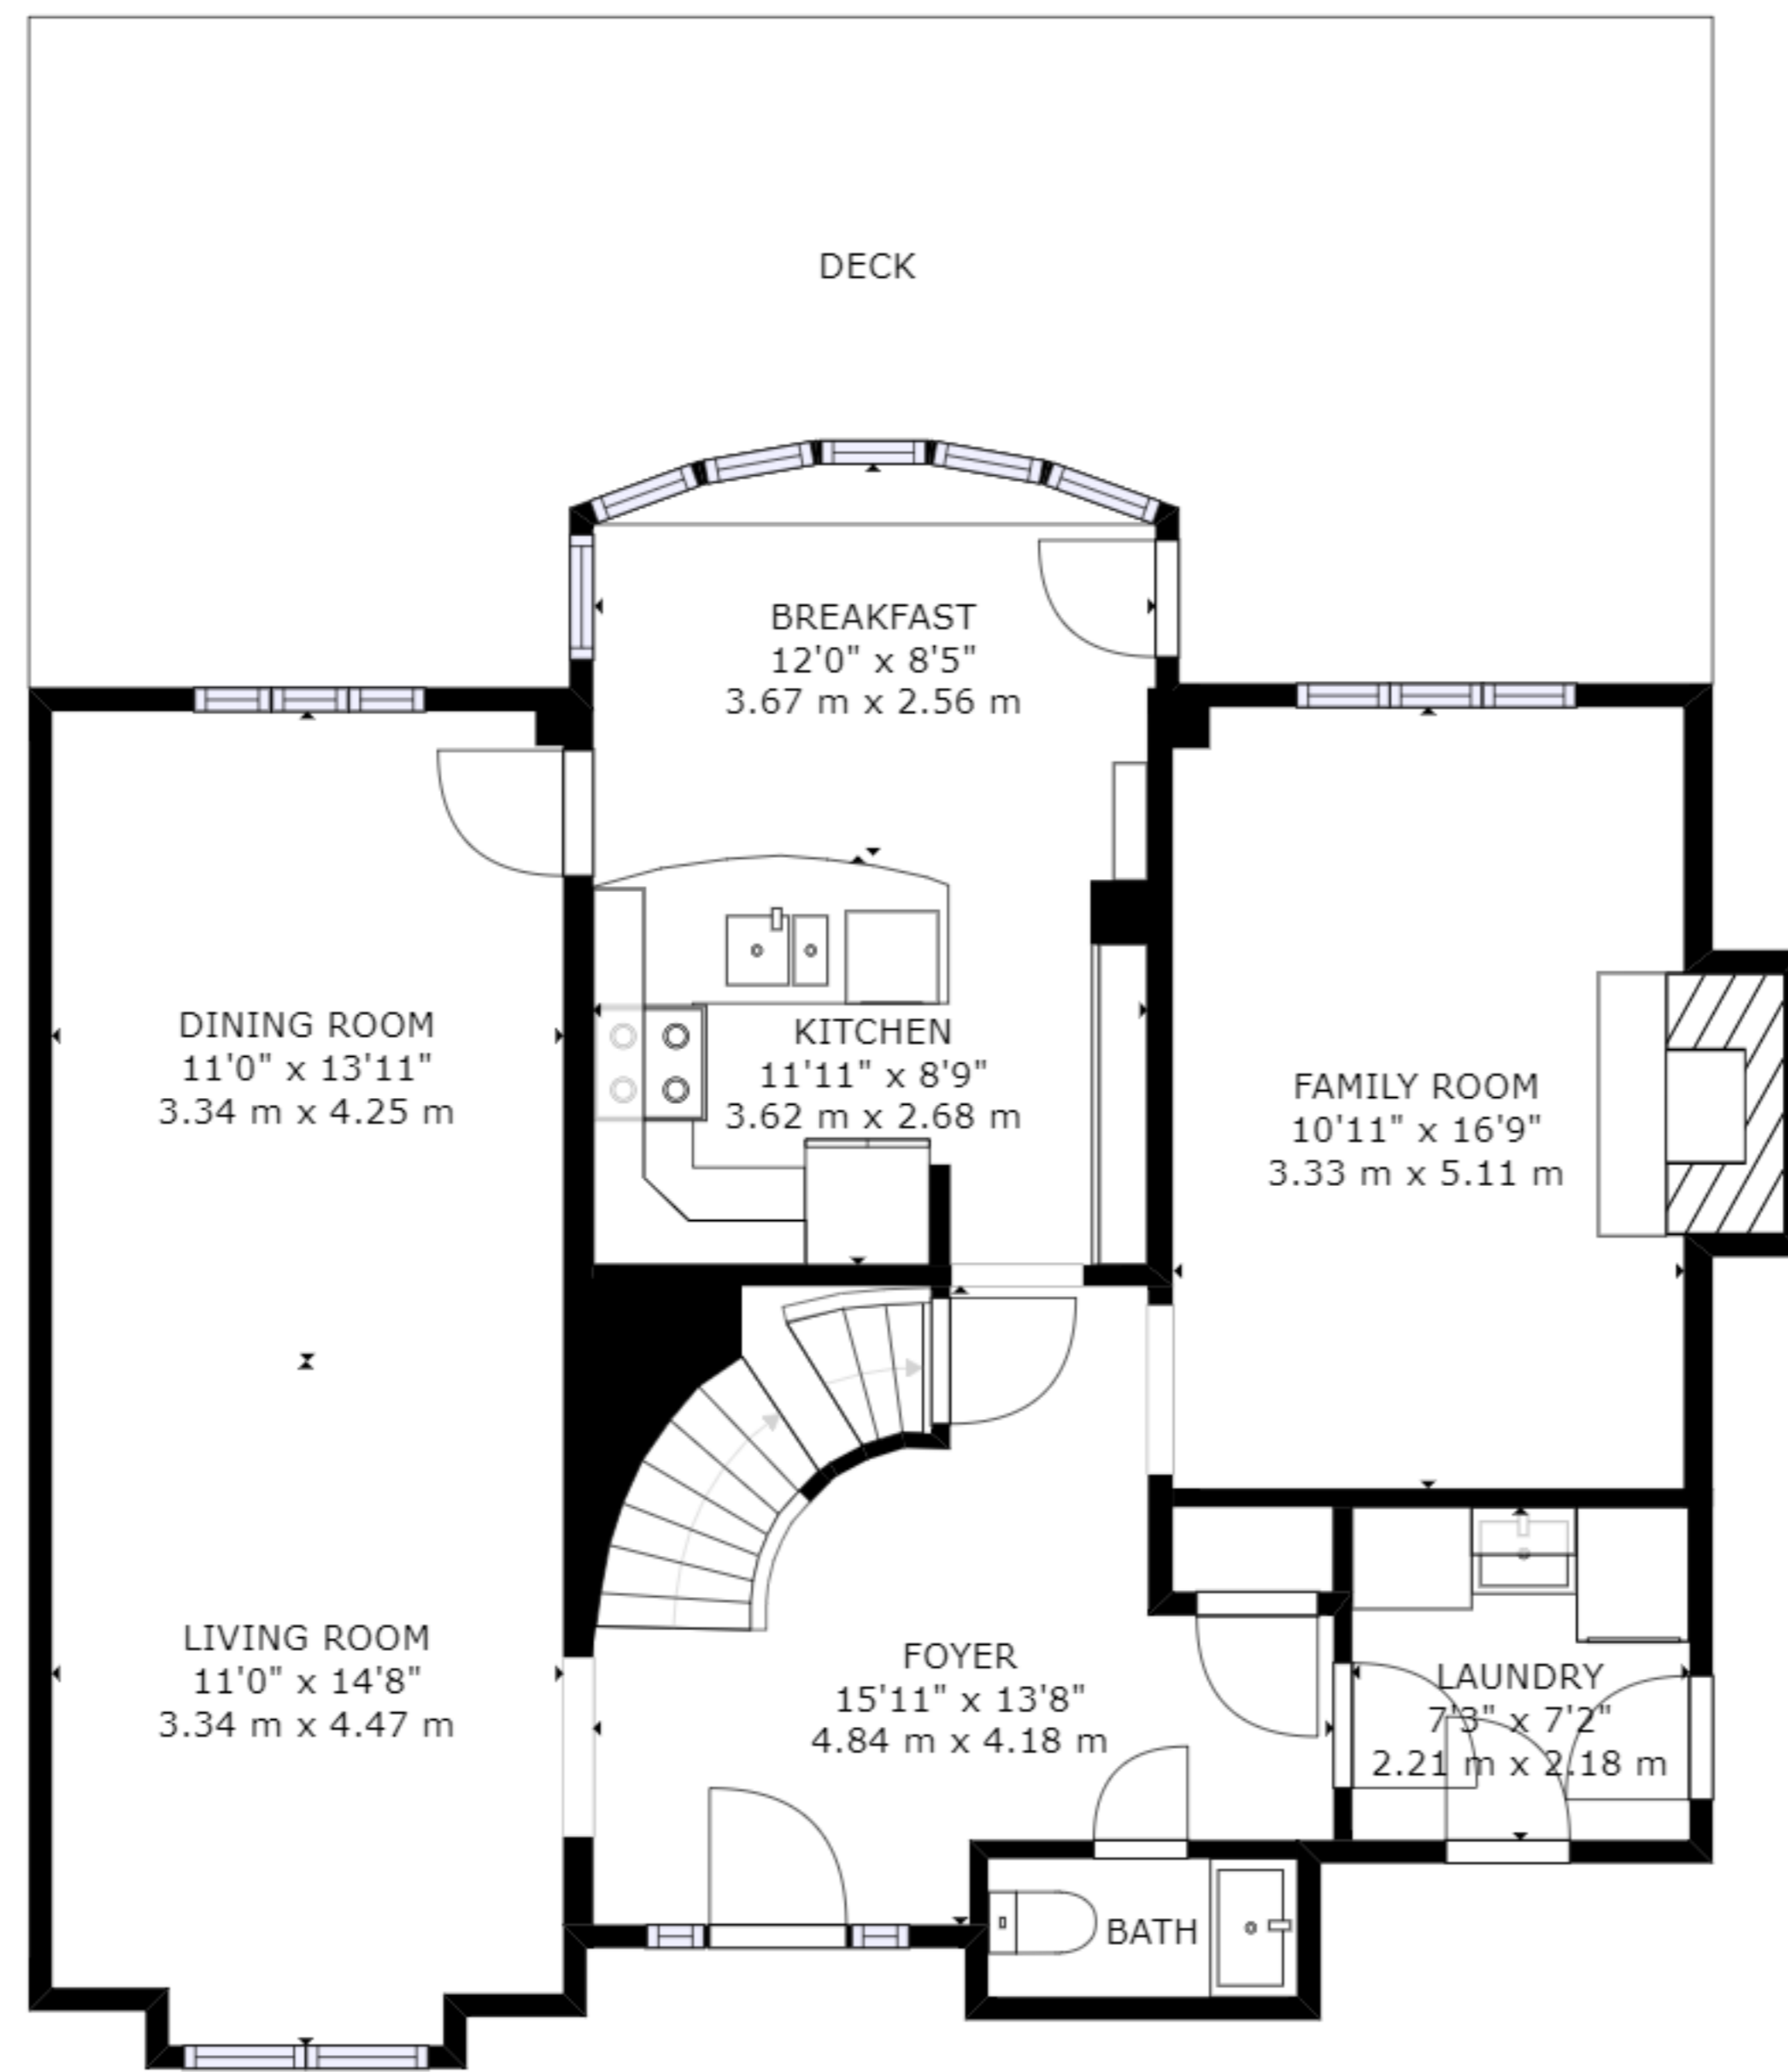 DECK
BREAKFAST
12'0" x 8'5"
3.67 m x 2.56 m
DINING ROOM
11'0" x 13'11"
3.34 m x 4.25 m
KITCHEN
11'11" x 8'9"
3.62 m x 2.68 m
FAMILY ROOM
10'11" x 16'9"
3.33 m x 5.11 m
LIVING ROOM
11'0" x 14'8"
3.34 m x 4.47 m
FOYER
15'11" x 13'8"
4.84 m x 4.18 m
LAUNDRY
7'3" x 7'2"
2.21 m x 2.18 m
BATH